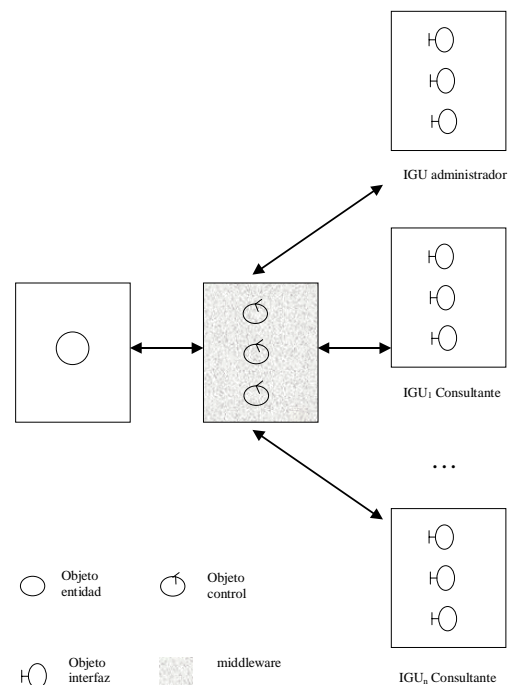 IGU administrador
IGU₁ Consultante
...
Objeto
entidad
Objeto
control
Objeto
interfaz
middleware
IGUₙ Consultante